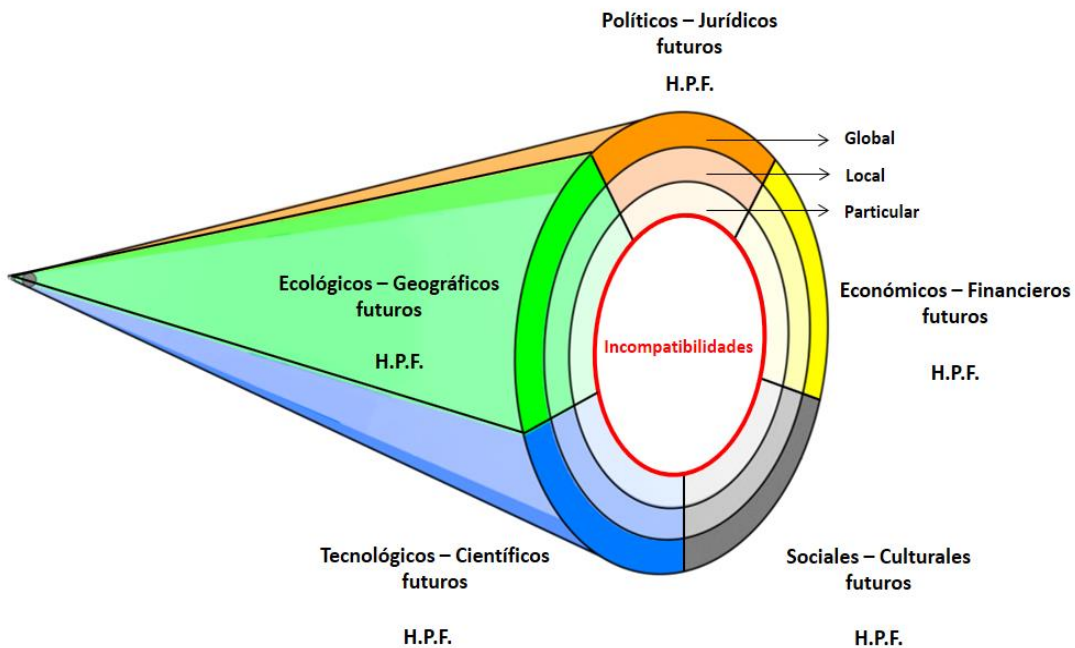 Políticos – Jurídicos
futuros
H.P.F.
Global
Local
Particular
Ecológicos – Geográficos
futuros
H.P.F.
Incompatibilidades
Económicos – Financieros
futuros
H.P.F.
Tecnológicos – Científicos
futuros
H.P.F.
Sociales – Culturales
futuros
H.P.F.